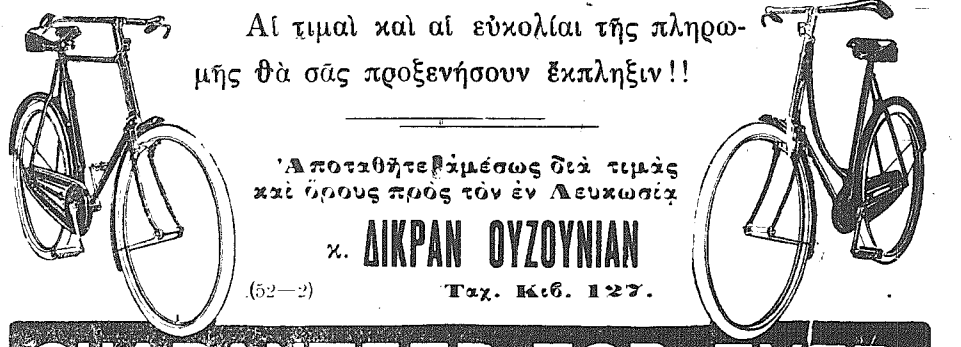 Αἱ τιμαὶ καὶ αἱ εὐκολίαι τῆς πληρω-
μῆς θὰ σᾶς προξενήσουν ἔκπληξιν!!
Ἀποταθῆτε ἀμέσως διὰ τιμὰς
καὶ ὅρους πρὸς τὸν ἐν Λευκωσίᾳ
κ. ΔΙΚΡΑΝ ΟΥΖΟΥΝΙΑΝ
(52—2) Ταχ. Κιβ. 127.